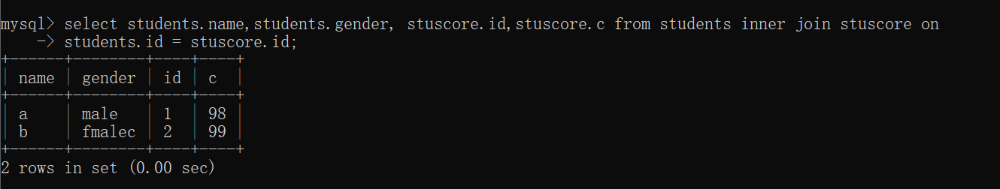 mysql> select students.name,students.gender, stuscore.id,stuscore.c from students inner join stuscore on
-> students.id = stuscore.id;
+------+--------+----+----+
| name | gender | id | c  |
+------+--------+----+----+
| a    | male   | 1  | 98 |
| b    | fmalec | 2  | 99 |
+------+--------+----+----+
2 rows in set (0.00 sec)